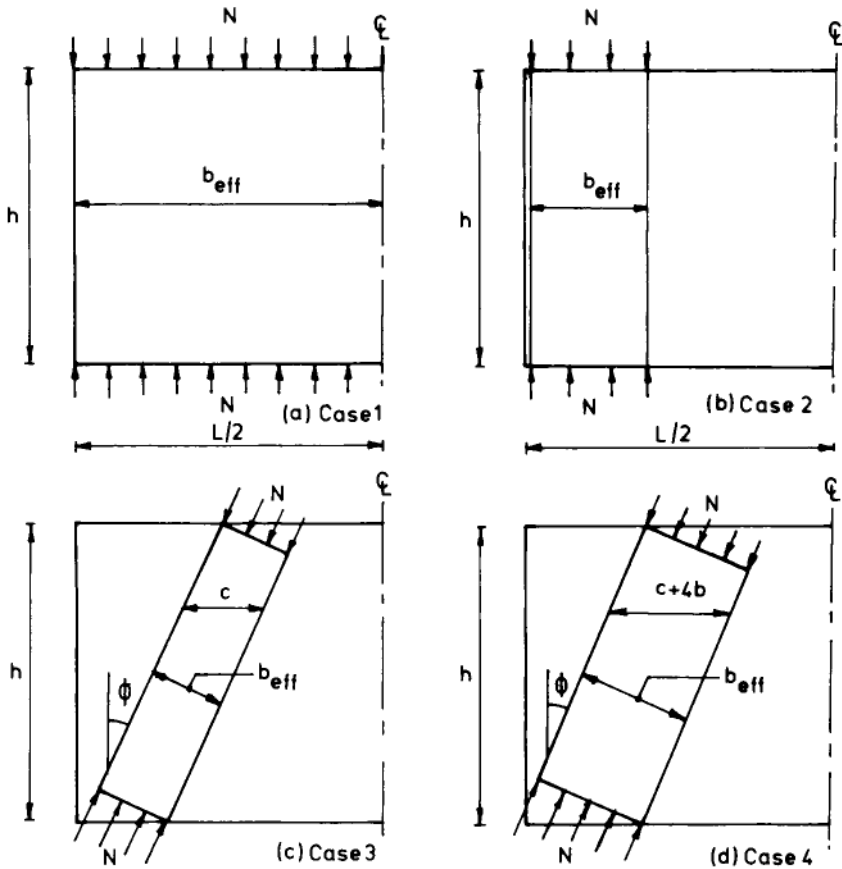 N
℄
b_eff
h
N
(a) Case 1
L/2
N
℄
b_eff
h
N
(b) Case 2
L/2
N
℄
c
h
ϕ
b_eff
N
(c) Case 3
N
℄
c+4b
h
ϕ
b_eff
N
(d) Case 4